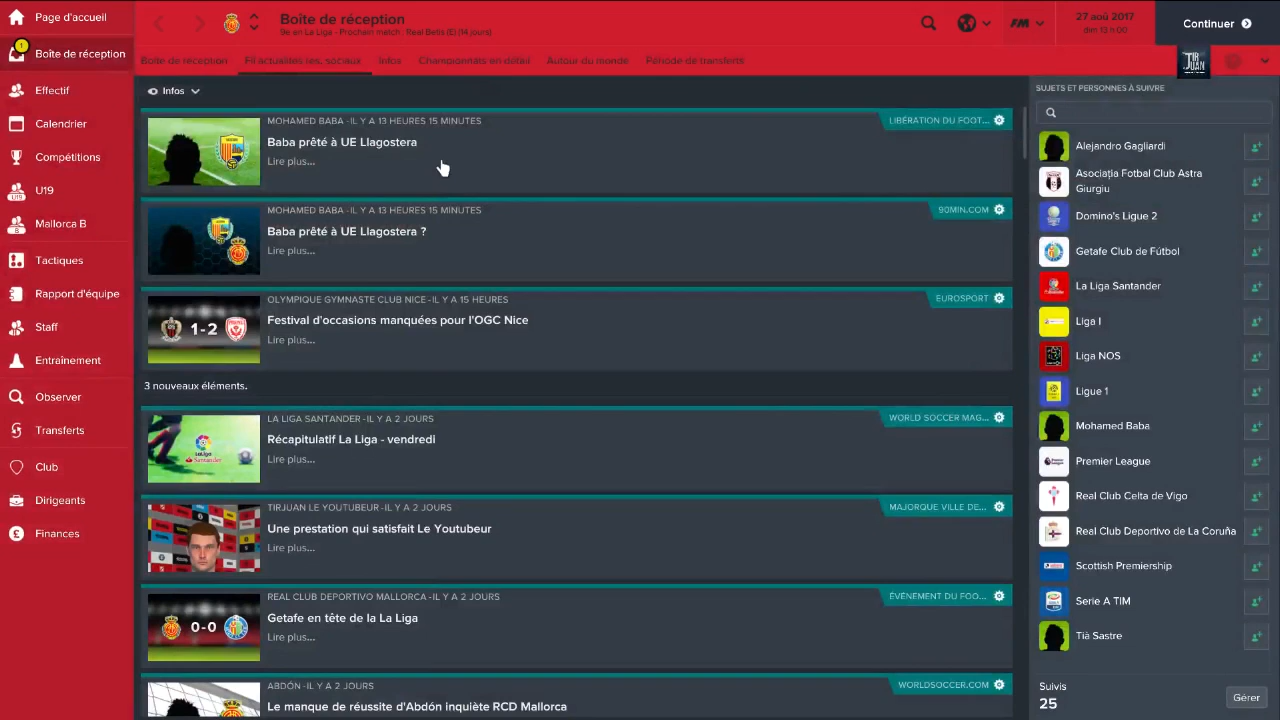 Page d'accueil
1
Boîte de réception
Effectif
Calendrier
Compétitions
U19
U19
B
Mallorca B
Tactiques
Rapport d'équipe
Staff
Entraînement
Observer
Transferts
Club
Dirigeants
Finances
Boîte de réception
9e en La Liga - Prochain match : Real Betis (E) (14 jours)
FM
27 aoû 2017
dim 13 h 00
Continuer
Boîte de réception
Fil actualités rés. sociaux
Infos
Championnats en détail
Autour du monde
Période de transferts
TIR
JUAN
Infos
MOHAMED BABA - IL Y A 13 HEURES 15 MINUTES
LIBÉRATION DU FOOT...
Baba prêté à UE Llagostera
Lire plus...
MOHAMED BABA - IL Y A 13 HEURES 15 MINUTES
90MIN.COM
Baba prêté à UE Llagostera ?
Lire plus...
OLYMPIQUE GYMNASTE CLUB NICE - IL Y A 15 HEURES
EUROSPORT
1-2
Festival d'occasions manquées pour l'OGC Nice
Lire plus...
3 nouveaux éléments.
LA LIGA SANTANDER - IL Y A 2 JOURS
WORLD SOCCER MAG...
Récapitulatif La Liga - vendredi
Lire plus...
TIRJUAN LE YOUTUBEUR - IL Y A 2 JOURS
MAJORQUE VILLE DE...
Une prestation qui satisfait Le Youtubeur
Lire plus...
REAL CLUB DEPORTIVO MALLORCA - IL Y A 2 JOURS
ÉVÉNEMENT DU FOO...
0-0
Getafe en tête de la La Liga
Lire plus...
ABDÓN - IL Y A 2 JOURS
WORLDSOCCER.COM
Le manque de réussite d'Abdón inquiète RCD Mallorca
SUJETS ET PERSONNES À SUIVRE
Alejandro Gagliardi
Asociația Fotbal Club Astra
Giurgiu
Domino's Ligue 2
Getafe Club de Fútbol
La Liga Santander
Liga I
Liga NOS
Ligue 1
Mohamed Baba
Premier League
Real Club Celta de Vigo
Real Club Deportivo de La Coruña
Scottish Premiership
Serie A TIM
Tià Sastre
Suivis
25
Gérer